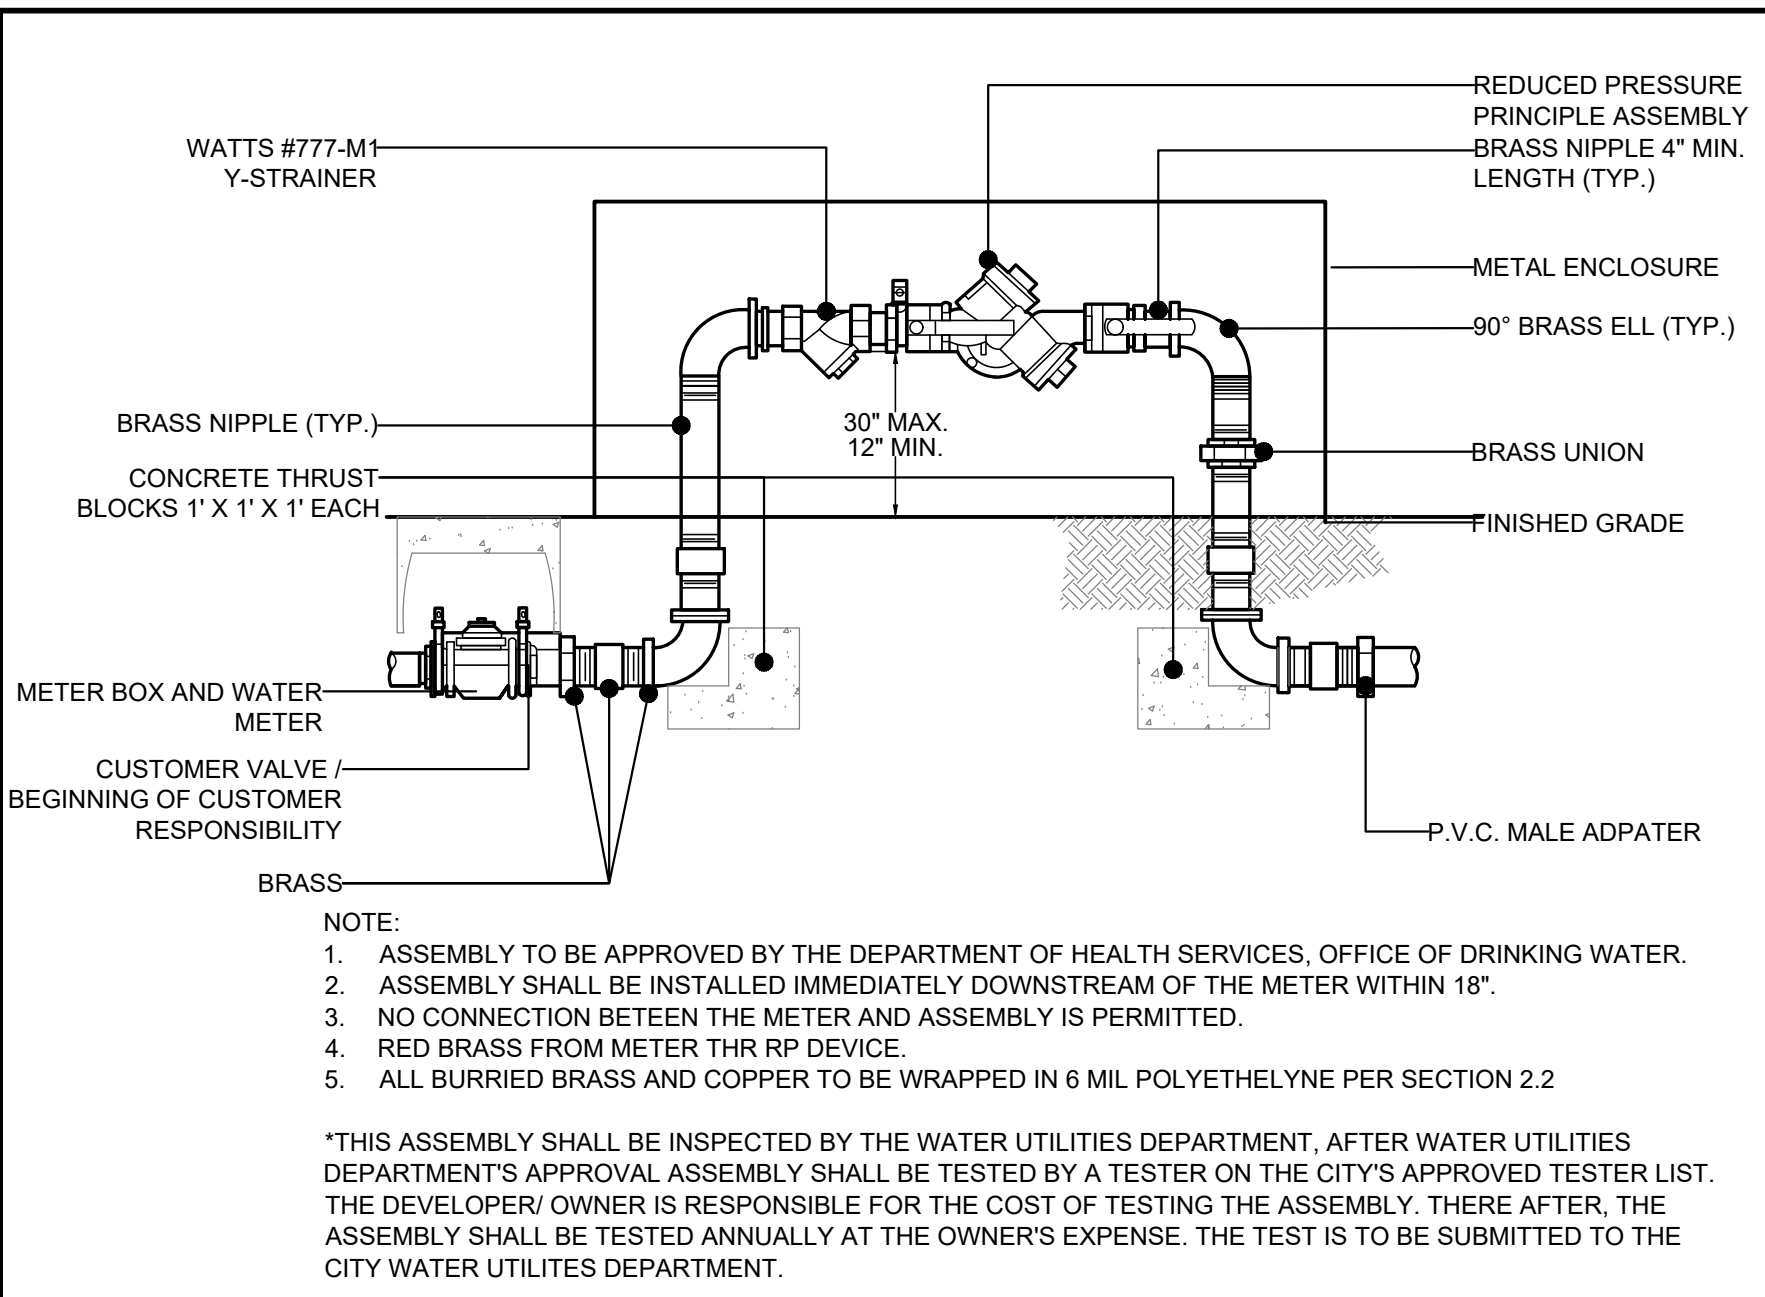 REDUCED PRESSURE
PRINCIPLE ASSEMBLY
WATTS #777-M1
Y-STRAINER
BRASS NIPPLE 4" MIN.
LENGTH (TYP.)
METAL ENCLOSURE
90° BRASS ELL (TYP.)
BRASS NIPPLE (TYP.)
30" MAX.
12" MIN.
BRASS UNION
CONCRETE THRUST
BLOCKS 1' X 1' X 1' EACH
FINISHED GRADE
METER BOX AND WATER
METER
CUSTOMER VALVE /
BEGINNING OF CUSTOMER
RESPONSIBILITY
P.V.C. MALE ADPATER
BRASS
NOTE:
1. ASSEMBLY TO BE APPROVED BY THE DEPARTMENT OF HEALTH SERVICES, OFFICE OF DRINKING WATER.
2. ASSEMBLY SHALL BE INSTALLED IMMEDIATELY DOWNSTREAM OF THE METER WITHIN 18".
3. NO CONNECTION BETEEN THE METER AND ASSEMBLY IS PERMITTED.
4. RED BRASS FROM METER THR RP DEVICE.
5. ALL BURRIED BRASS AND COPPER TO BE WRAPPED IN 6 MIL POLYETHELYNE PER SECTION 2.2
*THIS ASSEMBLY SHALL BE INSPECTED BY THE WATER UTILITIES DEPARTMENT, AFTER WATER UTILITIES
DEPARTMENT'S APPROVAL ASSEMBLY SHALL BE TESTED BY A TESTER ON THE CITY'S APPROVED TESTER LIST.
THE DEVELOPER/ OWNER IS RESPONSIBLE FOR THE COST OF TESTING THE ASSEMBLY. THERE AFTER, THE
ASSEMBLY SHALL BE TESTED ANNUALLY AT THE OWNER'S EXPENSE. THE TEST IS TO BE SUBMITTED TO THE
CITY WATER UTILITES DEPARTMENT.